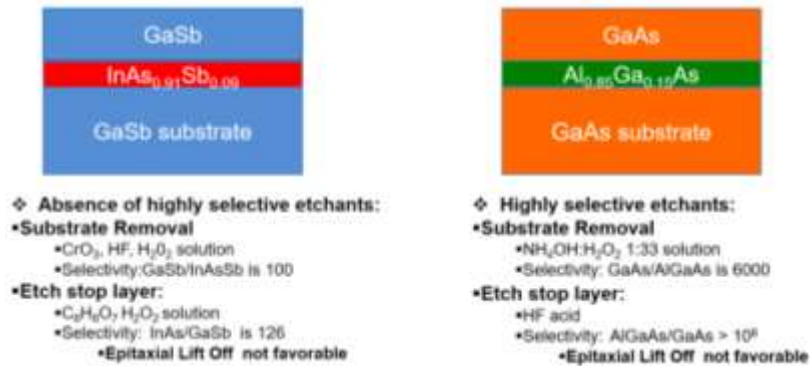 GaSb
InAs₀.₉₁Sb₀.₀₉
GaSb substrate
❖ Absence of highly selective etchants:
▪Substrate Removal
▪CrO₃, HF, H₂0₂ solution
▪Selectivity:GaSb/InAsSb is 100
▪Etch stop layer:
▪C₆H₈O₇ H₂O₂ solution
▪Selectivity: InAs/GaSb is 126
▪Epitaxial Lift Off not favorable
GaAs
Al₀.₈₅Ga₀.₁₅As
GaAs substrate
❖ Highly selective etchants:
▪Substrate Removal
▪NH₄OH:H₂O₂ 1:33 solution
▪Selectivity: GaAs/AlGaAs is 6000
▪Etch stop layer:
▪HF acid
▪Selectivity: AlGaAs/GaAs > 10⁶
▪Epitaxial Lift Off not favorable